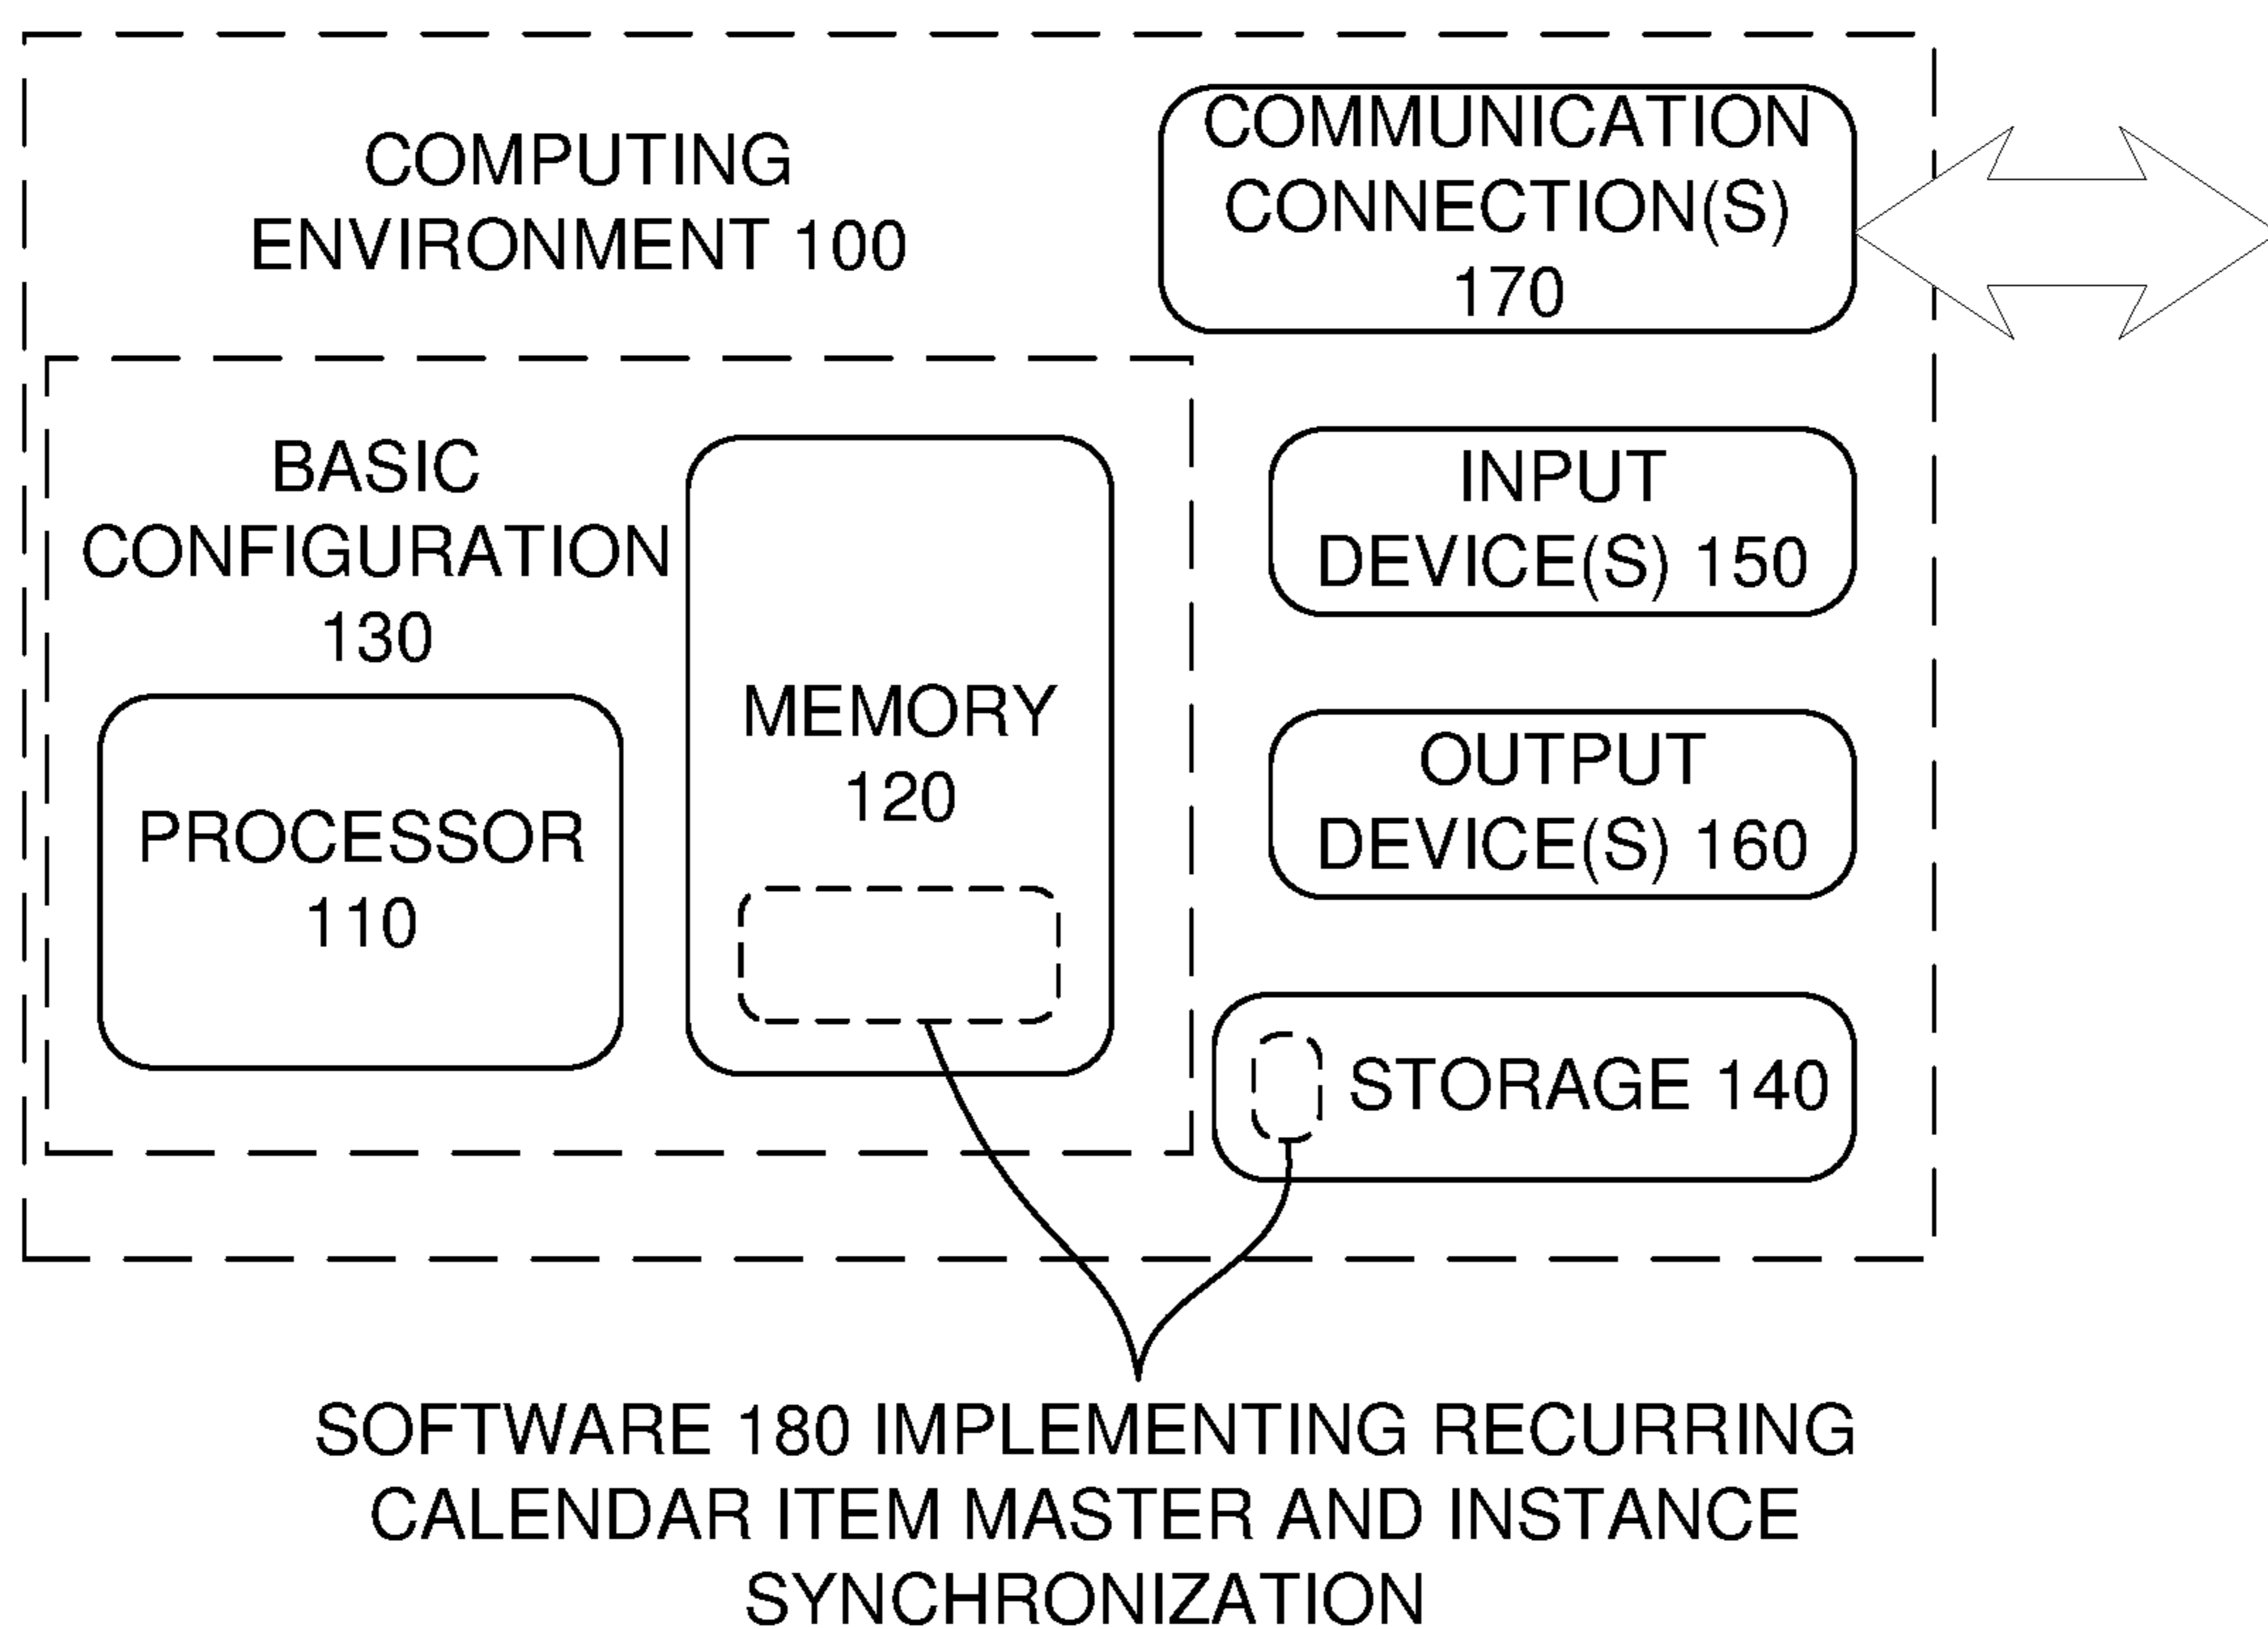 COMPUTING
ENVIRONMENT 100
COMMUNICATION
CONNECTION(S)
170
BASIC
CONFIGURATION
130
PROCESSOR
110
MEMORY
120
INPUT
DEVICE(S) 150
OUTPUT
DEVICE(S) 160
STORAGE 140
SOFTWARE 180 IMPLEMENTING RECURRING
CALENDAR ITEM MASTER AND INSTANCE
SYNCHRONIZATION